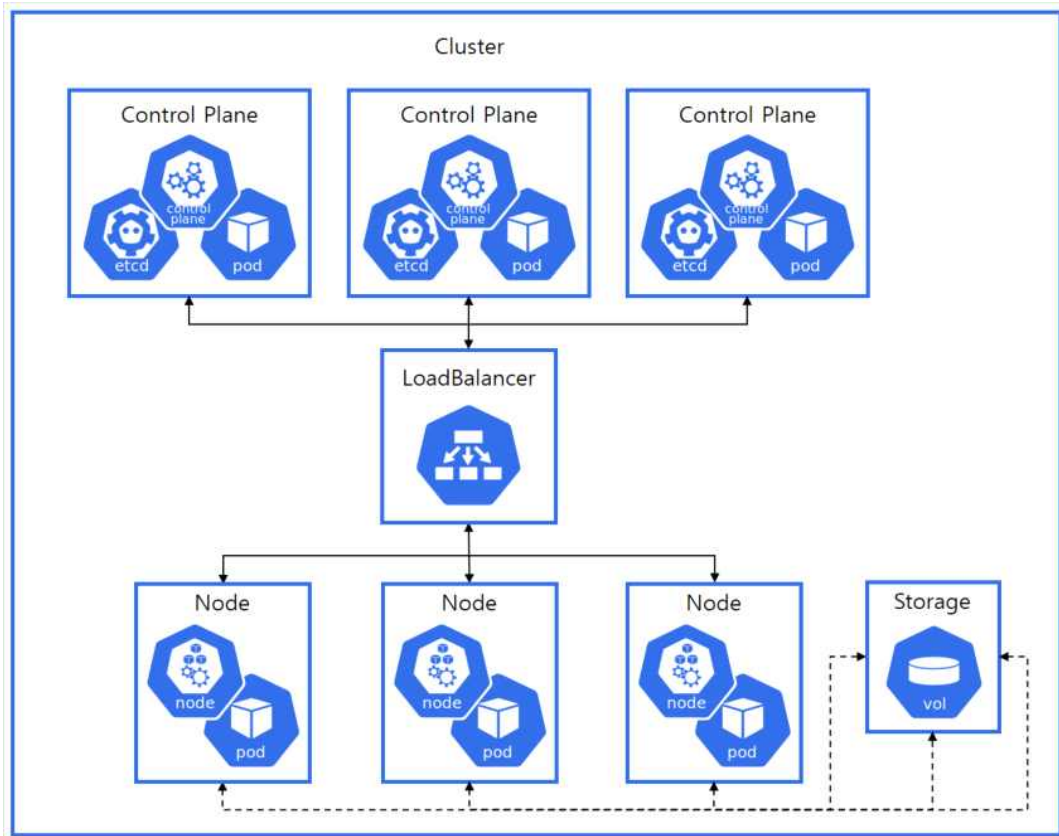 Cluster
Control Plane
control
plane
etcd
pod
Control Plane
control
plane
etcd
pod
Control Plane
control
plane
etcd
pod
LoadBalancer
Node
node
pod
Node
node
pod
Node
node
pod
Storage
vol